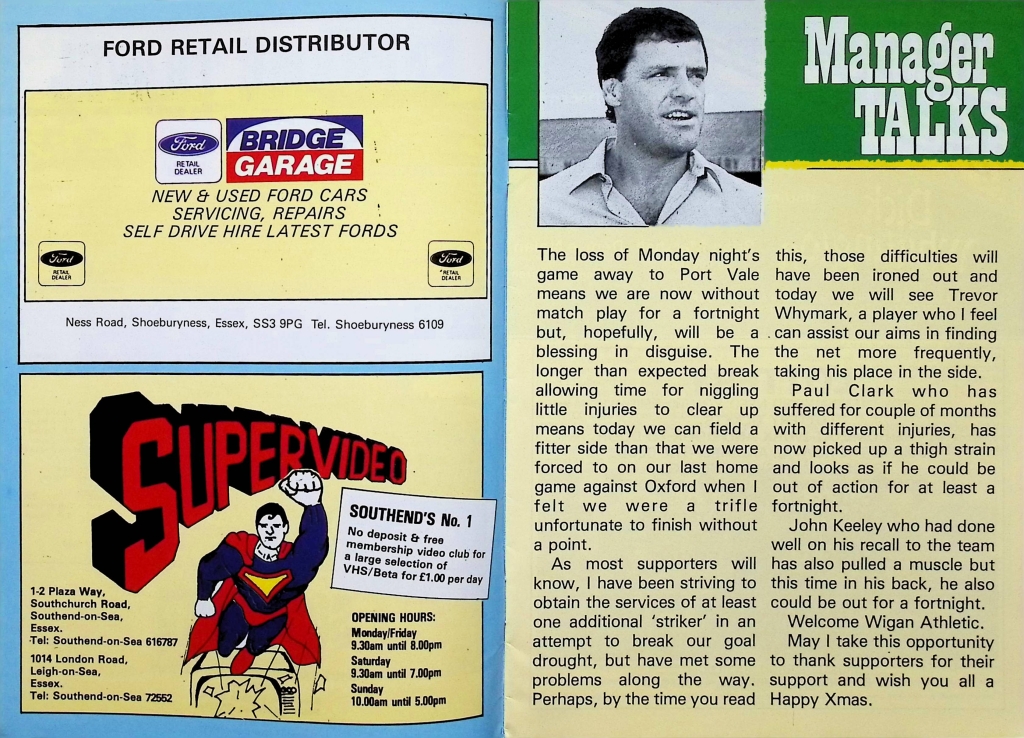 FORD RETAIL DISTRIBUTOR
Ford
RETAIL
DEALER
BRIDGE
GARAGE
NEW & USED FORD CARS
SERVICING, REPAIRS
SELF DRIVE HIRE LATEST FORDS
Ford
RETAIL
DEALER
Ford
RETAIL
DEALER
Ness Road, Shoeburyness, Essex, SS3 9PG Tel. Shoeburyness 6109
SUPERVIDEO
SOUTHEND'S No. 1
No deposit & free
membership video club for
a large selection of
VHS/Beta for £1.00 per day
1-2 Plaza Way,
Southchurch Road,
Southend-on-Sea,
Essex.
Tel: Southend-on-Sea 616787
1014 London Road,
Leigh-on-Sea,
Essex.
Tel: Southend-on-Sea 72552
OPENING HOURS:
Monday/Friday
9.30am until 8.00pm
Saturday
9.30am until 7.00pm
Sunday
10.00am until 5.00pm
Manager
TALKS
The loss of Monday night's
game away to Port Vale
means we are now without
match play for a fortnight
but, hopefully, will be a
blessing in disguise. The
longer than expected break
allowing time for niggling
little injuries to clear up
means today we can field a
fitter side than that we were
forced to on our last home
game against Oxford when I
felt we were a trifle
unfortunate to finish without
a point.
As most supporters will
know, I have been striving to
obtain the services of at least
one additional 'striker' in an
attempt to break our goal
drought, but have met some
problems along the way.
Perhaps, by the time you read
this, those difficulties will
have been ironed out and
today we will see Trevor
Whymark, a player who I feel
can assist our aims in finding
the net more frequently,
taking his place in the side.
Paul Clark who has
suffered for couple of months
with different injuries, has
now picked up a thigh strain
and looks as if he could be
out of action for at least a
fortnight.
John Keeley who had done
well on his recall to the team
has also pulled a muscle but
this time in his back, he also
could be out for a fortnight.
Welcome Wigan Athletic.
May I take this opportunity
to thank supporters for their
support and wish you all a
Happy Xmas.